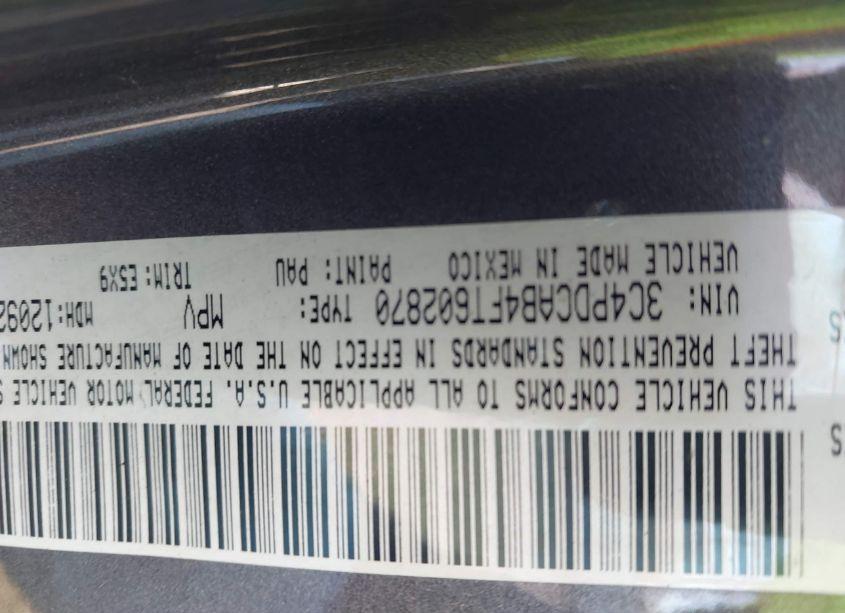 THIS VEHICLE CONFORMS TO ALL APPLICABLE U.S.A. FEDERAL MOTOR VEHICLE S
THEFT PREVENTION STANDARDS IN EFFECT ON THE DATE OF MANUFACTURE SHOWN
VIN: 3C4PDCAB4FT602870 TYPE: MPV MDH: 12092
VEHICLE MADE IN MEXICO PAINT: PAU TRIM: E5X9